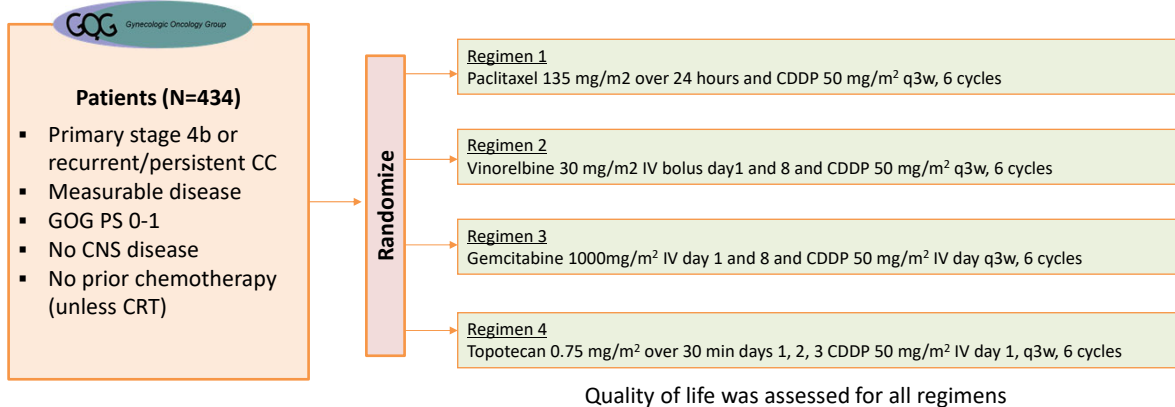 GOG Gynecologic Oncology Group
Patients (N=434)
▪ Primary stage 4b or
recurrent/persistent CC
▪ Measurable disease
▪ GOG PS 0-1
▪ No CNS disease
▪ No prior chemotherapy
(unless CRT)
Randomize
Regimen 1
Paclitaxel 135 mg/m2 over 24 hours and CDDP 50 mg/m² q3w, 6 cycles
Regimen 2
Vinorelbine 30 mg/m2 IV bolus day1 and 8 and CDDP 50 mg/m² q3w, 6 cycles
Regimen 3
Gemcitabine 1000mg/m² IV day 1 and 8 and CDDP 50 mg/m² IV day q3w, 6 cycles
Regimen 4
Topotecan 0.75 mg/m² over 30 min days 1, 2, 3 CDDP 50 mg/m² IV day 1, q3w, 6 cycles
Quality of life was assessed for all regimens